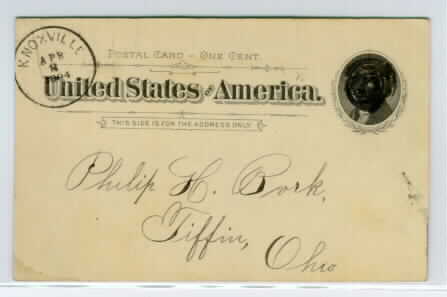 KNOXVILLE
APR
8
1894
POSTAL CARD – ONE CENT.
United States OF America.
THIS SIDE IS FOR THE ADDRESS ONLY.
Philip H. Bork,
Tiffin,
Ohio